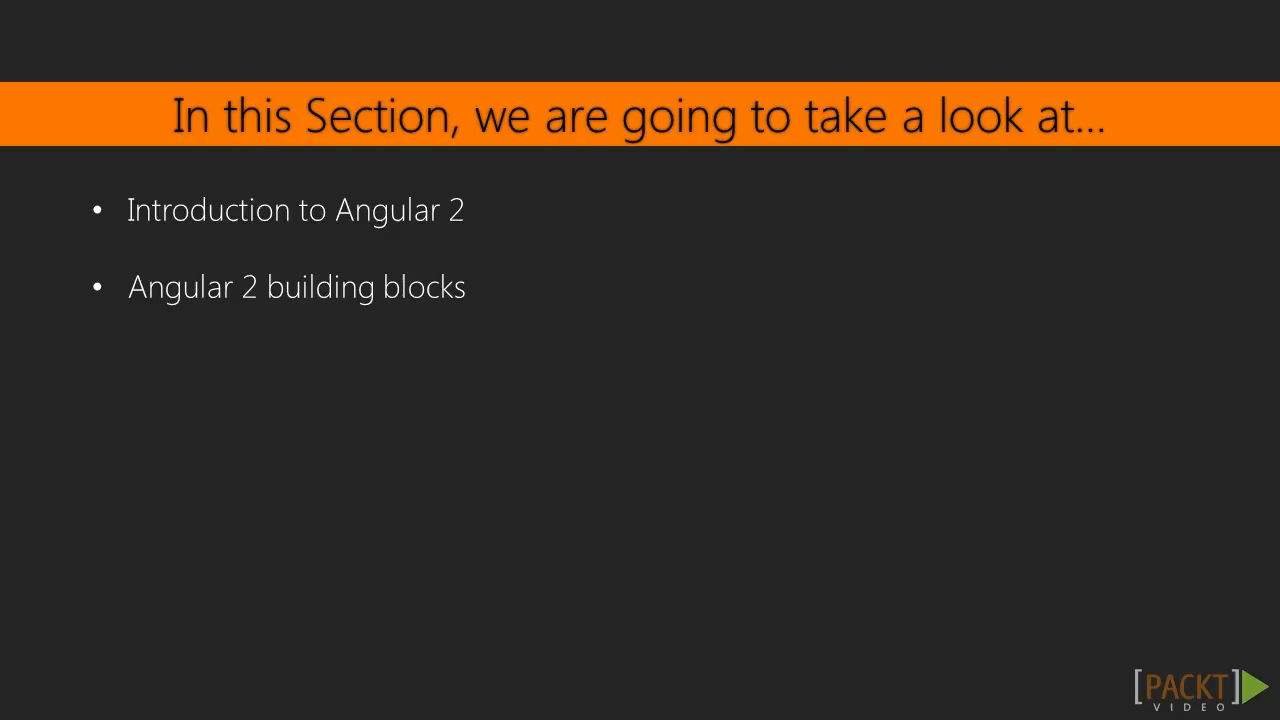 In this Section, we are going to take a look at...
• Introduction to Angular 2
• Angular 2 building blocks
[PACKT]
VIDEO